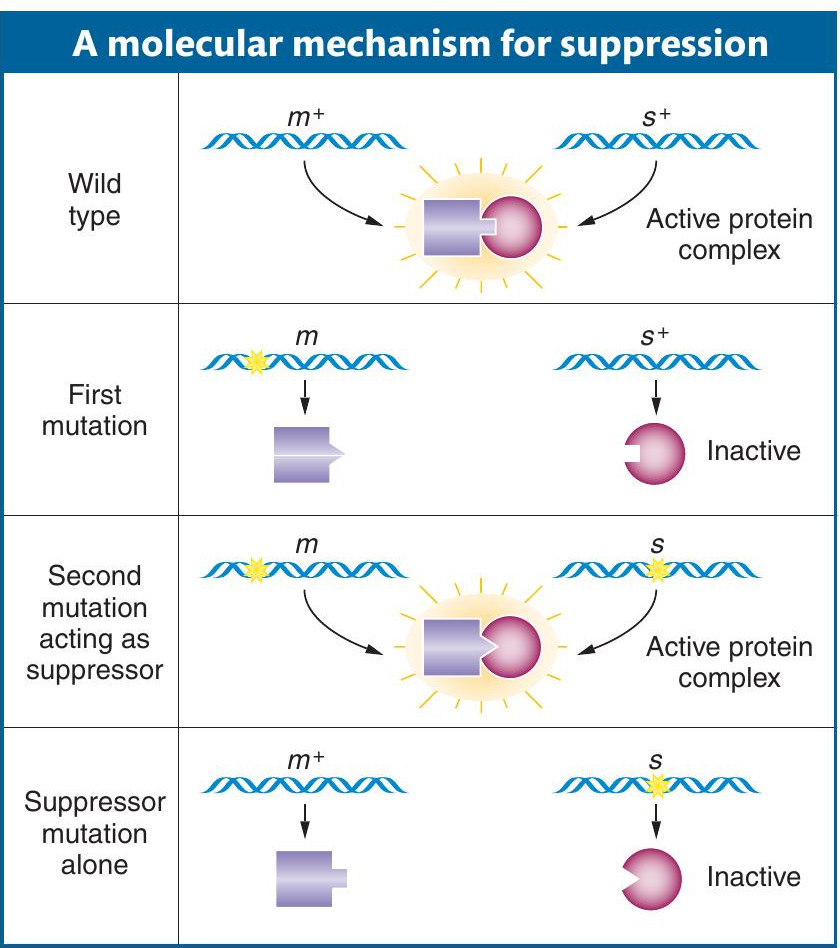 A molecular mechanism for suppression
Wild
type
m+
s+
Active protein
complex
First
mutation
m
s+
Inactive
Second
mutation
acting as
suppressor
m
s
Active protein
complex
Suppressor
mutation
alone
m+
s
Inactive